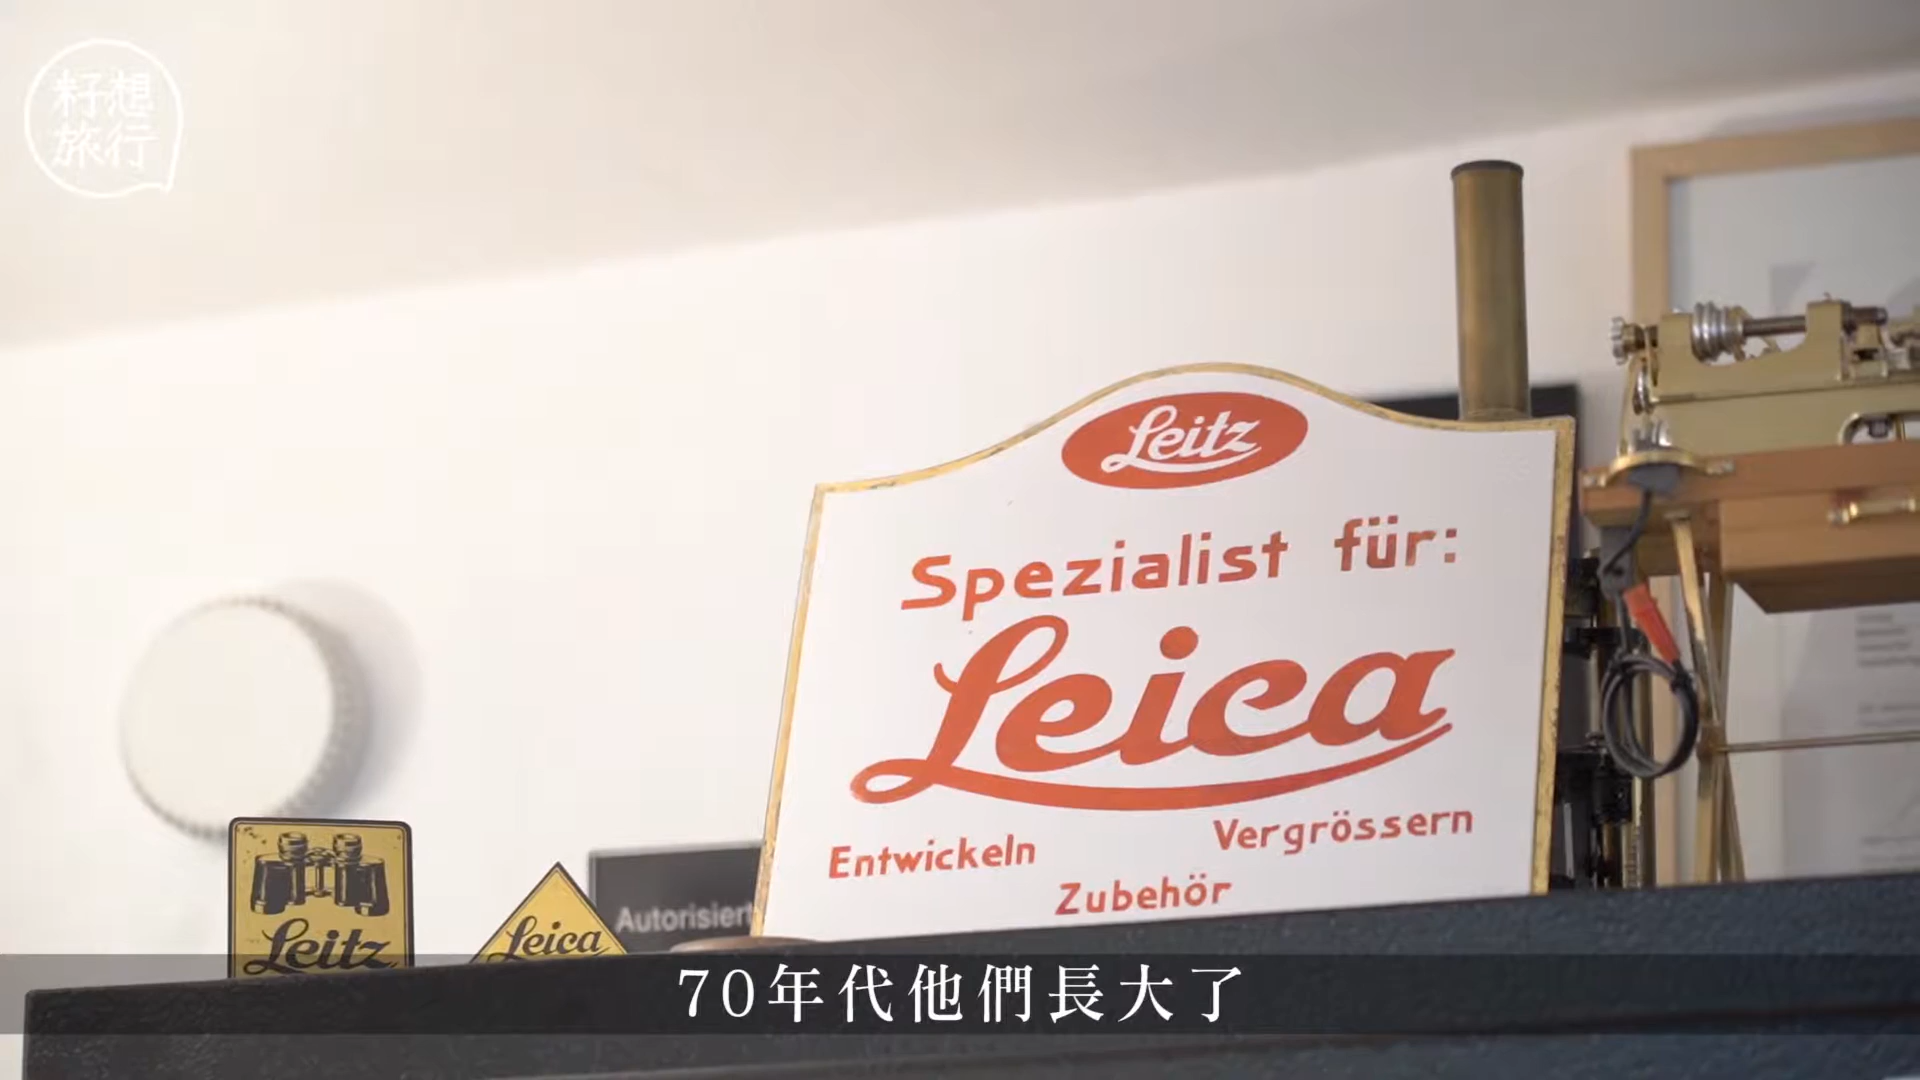 籽想
旅行
Leitz
Spezialist für:
Leica
Entwickeln
Vergrössern
Zubehör
Leitz
Leica
Autorisiert
70年代他們長大了